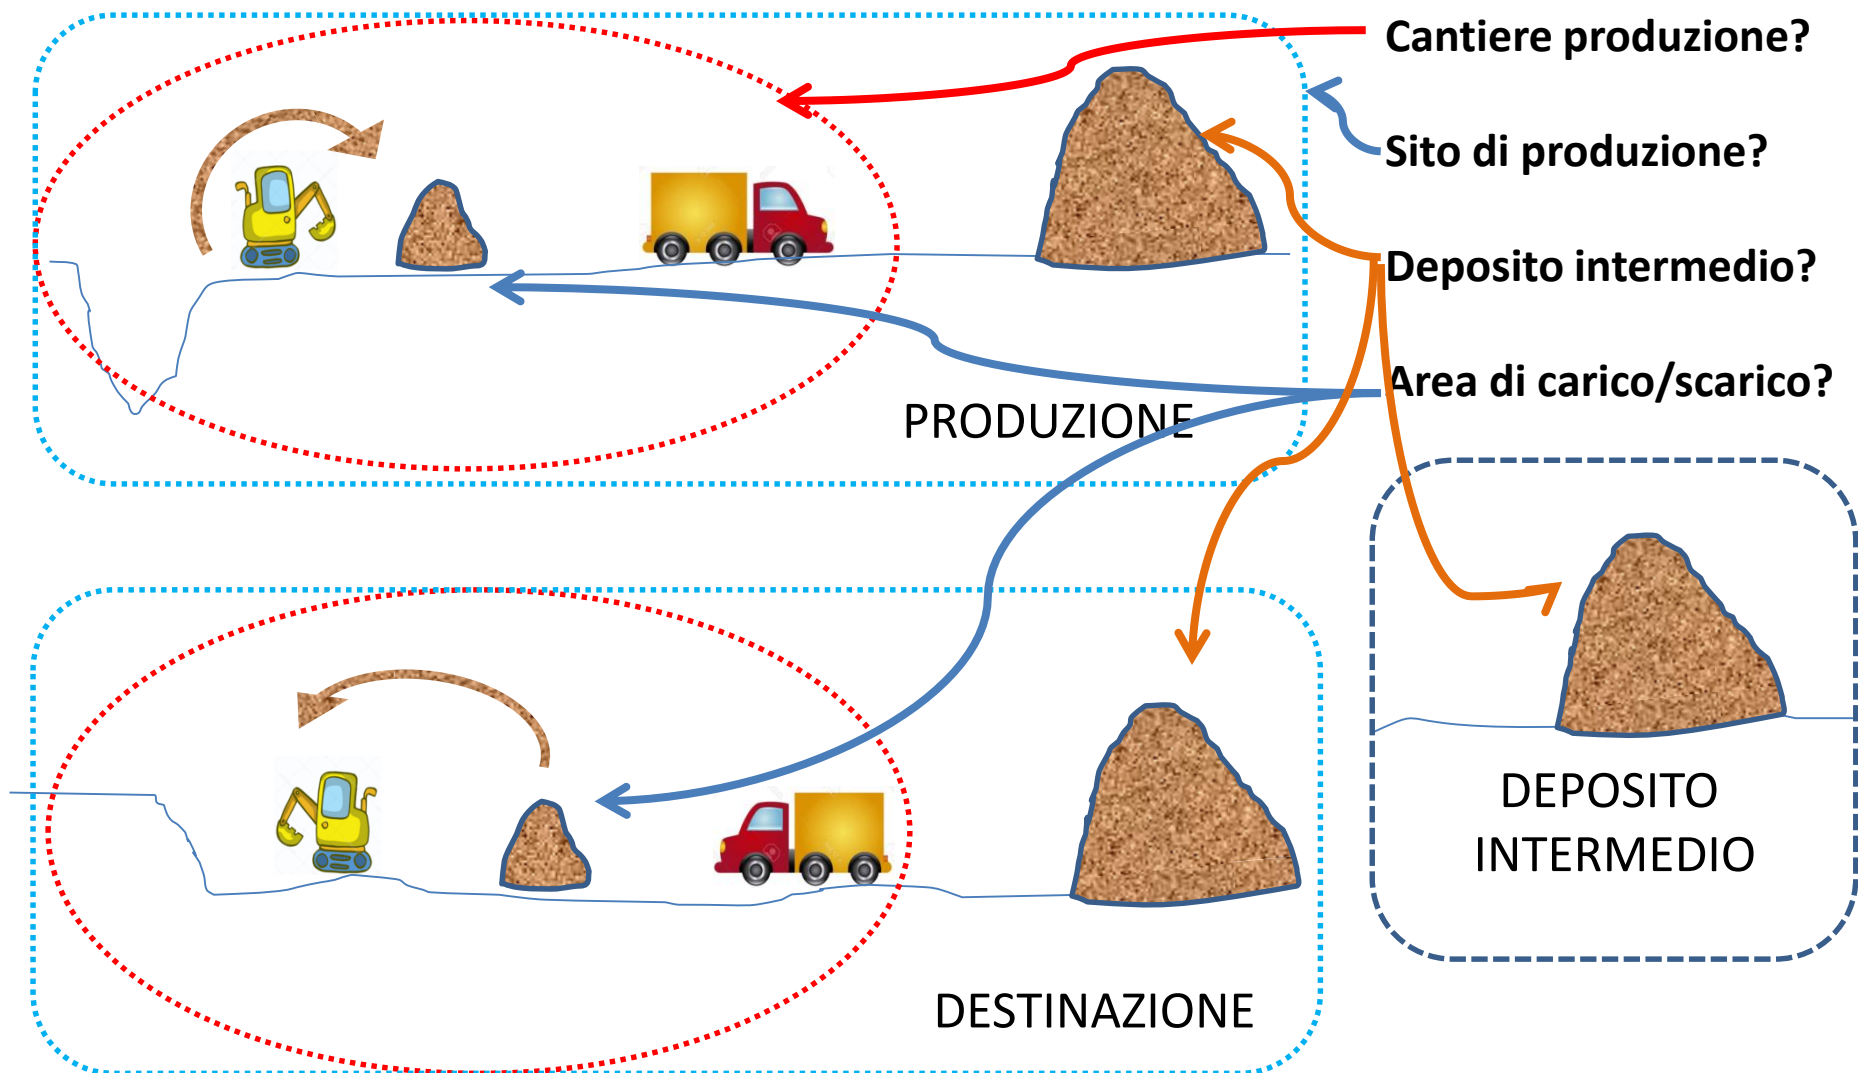 Cantiere produzione?
Sito di produzione?
Deposito intermedio?
Area di carico/scarico?
PRODUZIONE
DEPOSITO
INTERMEDIO
DESTINAZIONE